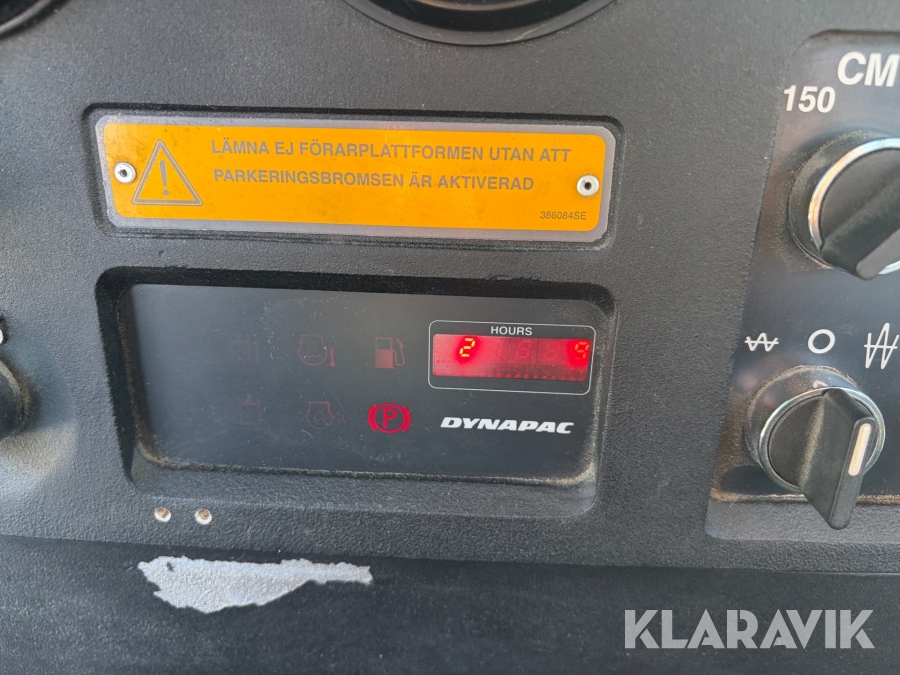 CM
150
LÄMNA EJ FÖRARPLATTFORMEN UTAN ATT
PARKERINGSBROMSEN ÄR AKTIVERAD
386084SE
HOURS
P
DYNAPAC
KLARAVIK